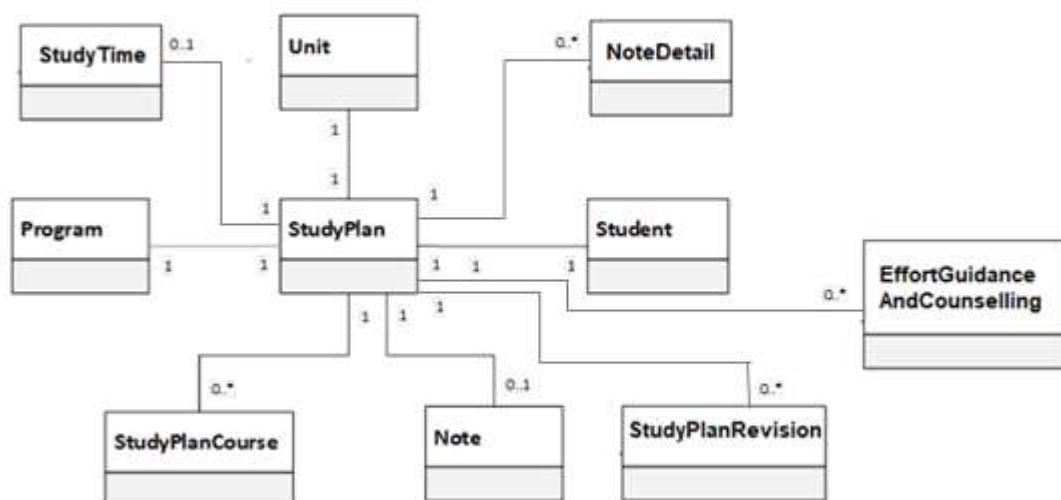 StudyTime
0..1
Unit
0..*
NoteDetail
1
1
1
1
Program
StudyPlan
Student
1
1
1
1
1
EffortGuidance
AndCounselling
0..*
1
1
1
0..*
0..1
0..*
StudyPlanCourse
Note
StudyPlanRevision